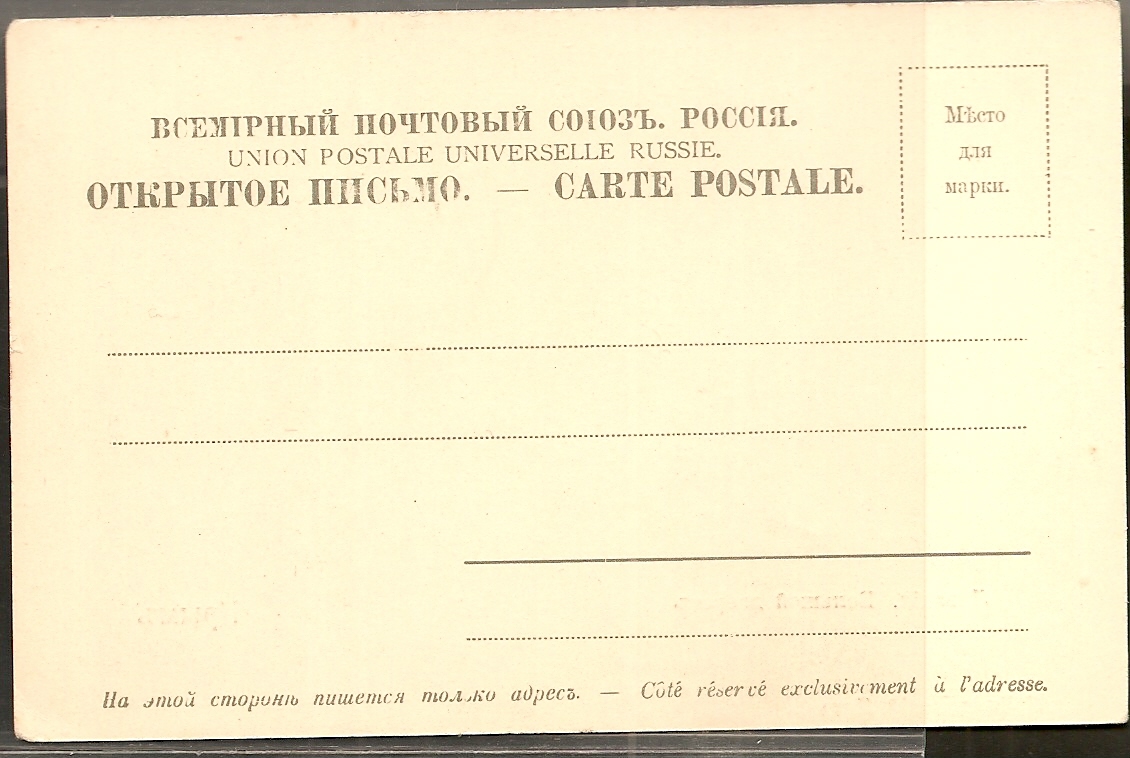 ВСЕМІРНЫЙ ПОЧТОВЫЙ СОЮЗЪ. РОССІЯ.
UNION POSTALE UNIVERSELLE RUSSIE.
ОТКРЫТОЕ ПИСЬМО. — CARTE POSTALE.
Мѣсто
для
марки.
На этой сторонѣ пишется только адресъ. — Côté réservé exclusivement à l'adresse.